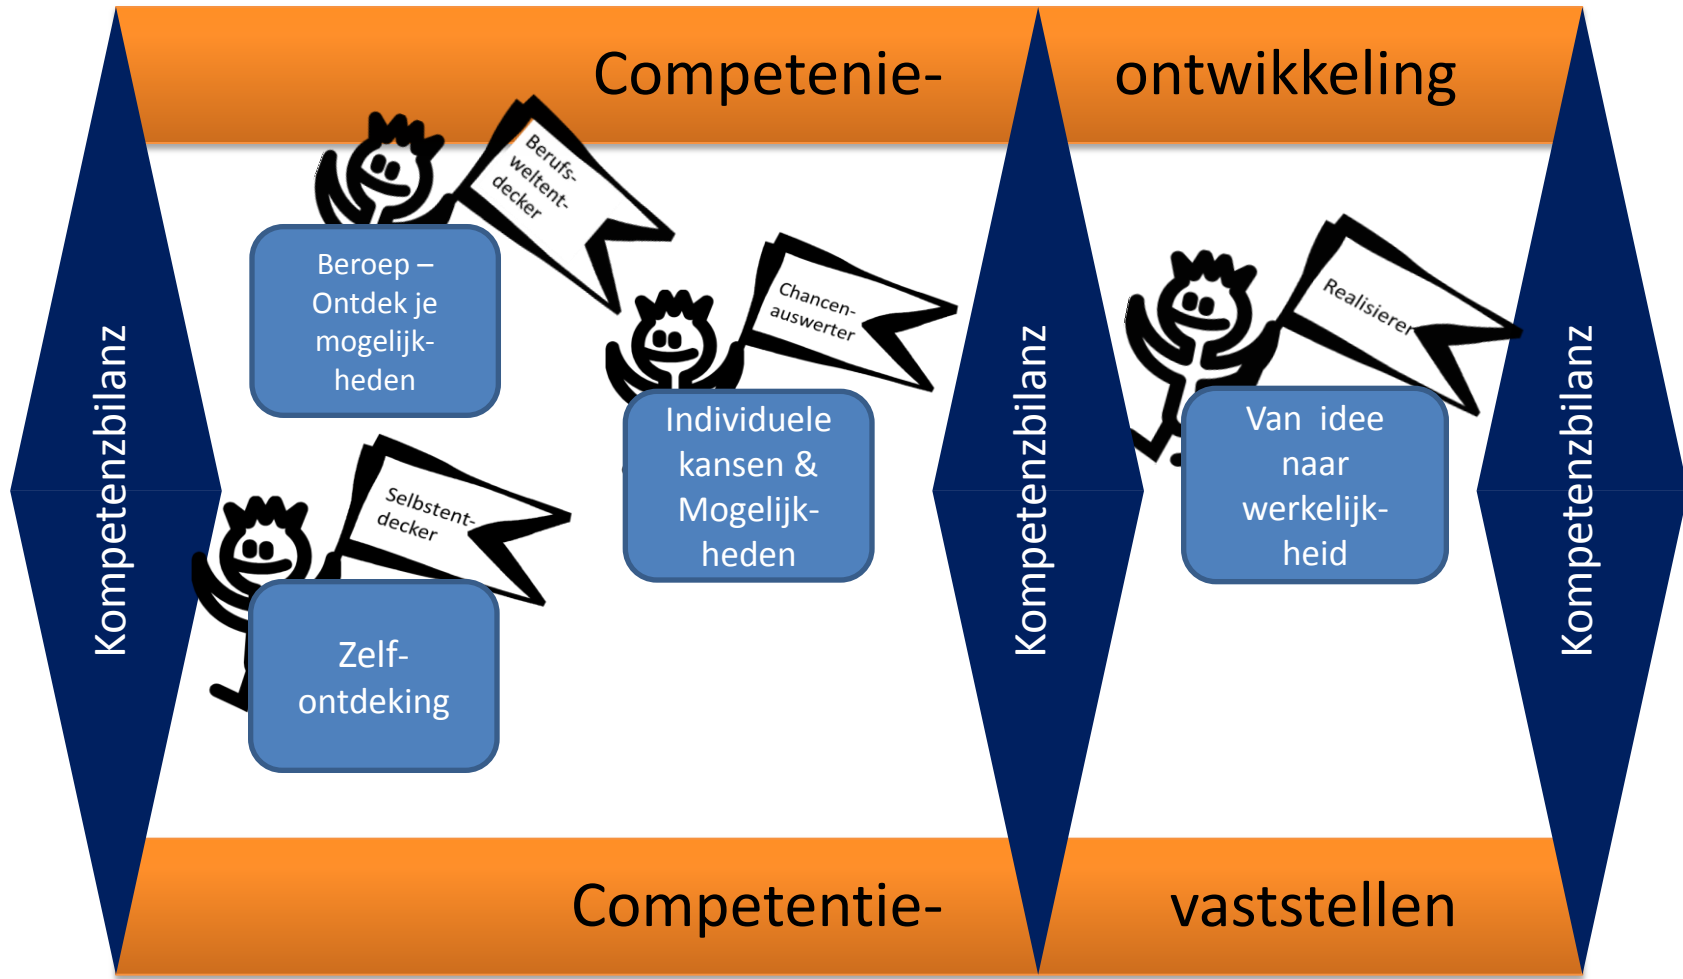 Competenie- ontwikkeling
Kompetenzbilanz
Berufs-
weltent-
decker
Beroep –
Ontdek je
mogelijk-
heden
Selbstent-
decker
Zelf-
ontdeking
Chancen-
auswerter
Individuele
kansen &
Mogelijk-
heden
Kompetenzbilanz
Realisierer
Van idee
naar
werkelijk-
heid
Kompetenzbilanz
Competentie- vaststellen